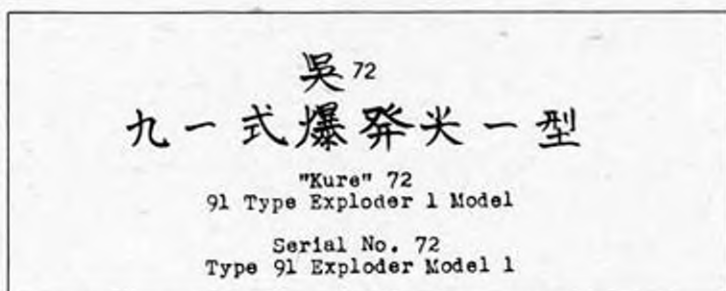 吳 72
九一式爆発尖一型
"Kure" 72
91 Type Exploder 1 Model
Serial No. 72
Type 91 Exploder Model 1